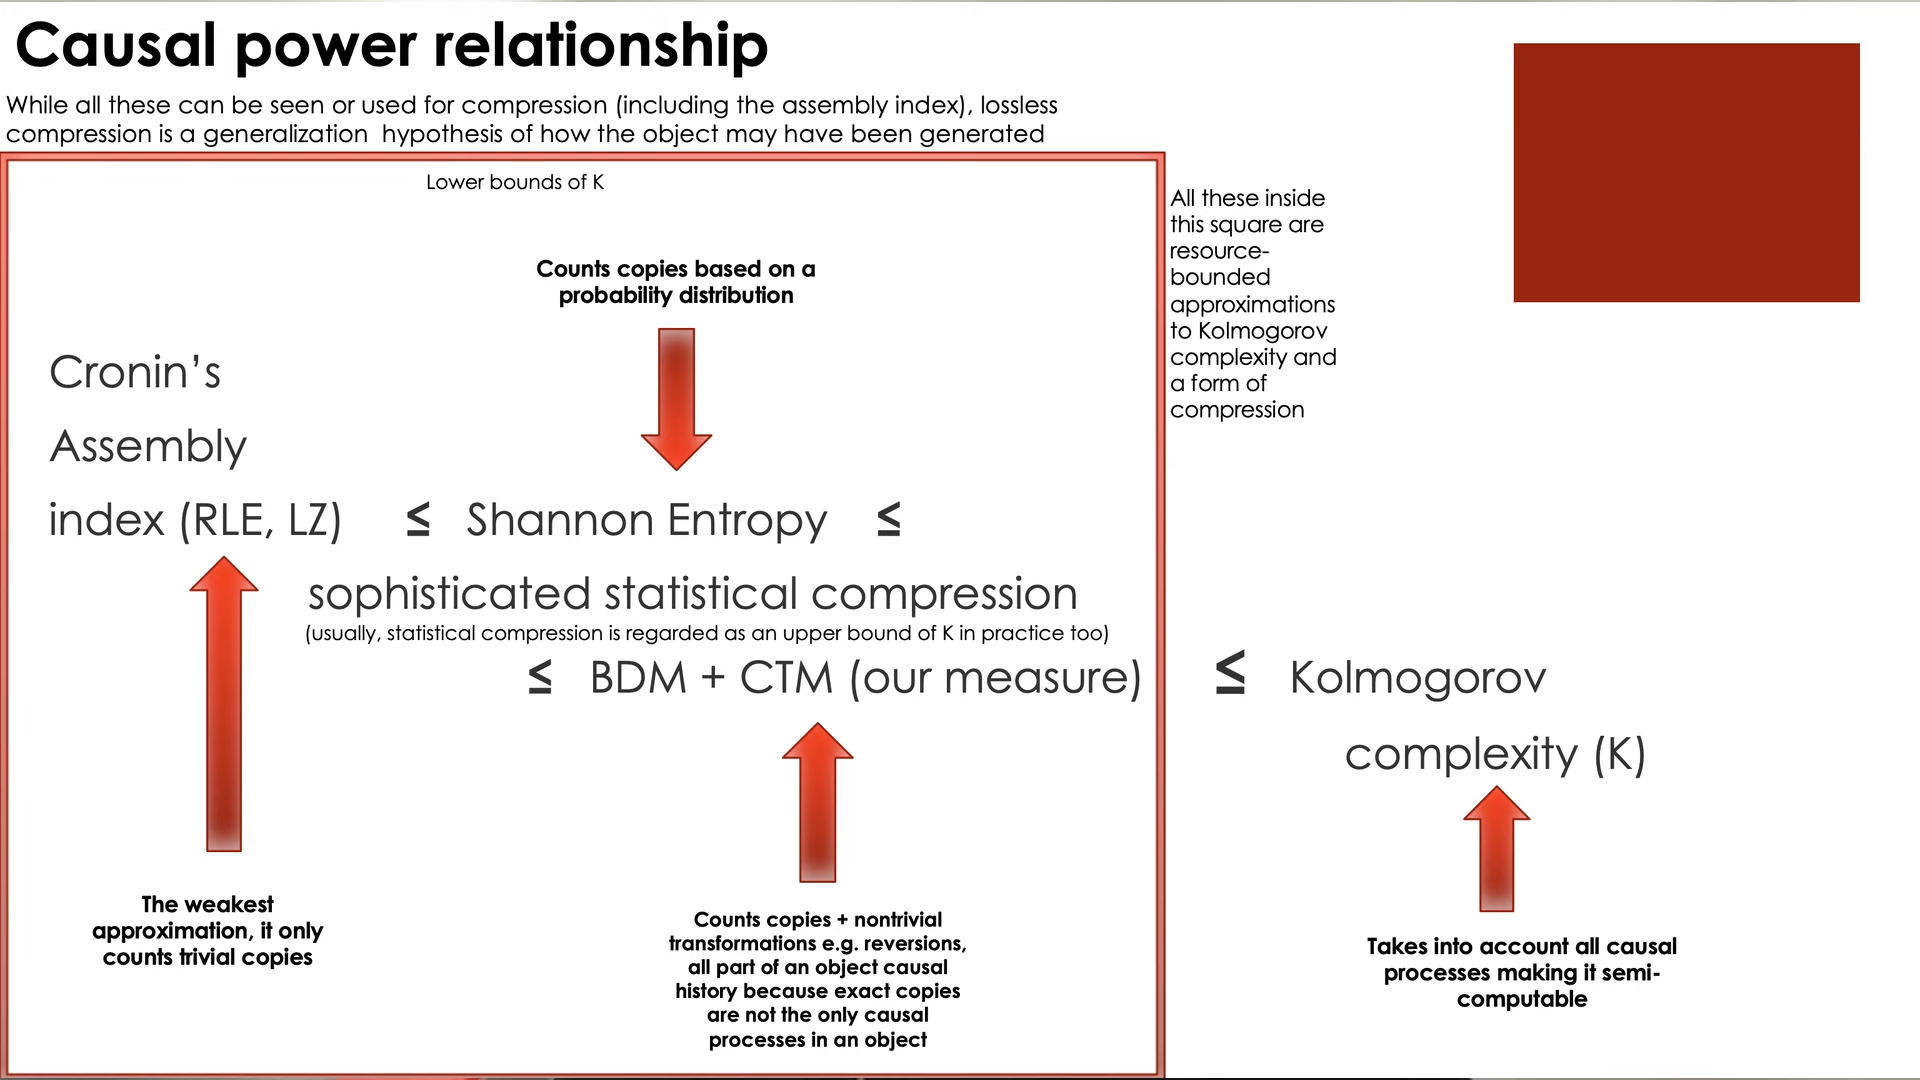 Causal power relationship
While all these can be seen or used for compression (including the assembly index), lossless
compression is a generalization  hypothesis of how the object may have been generated
Lower bounds of K
All these inside
this square are
resource-
bounded
approximations
to Kolmogorov
complexity and
a form of
compression
Counts copies based on a
probability distribution
Cronin’s
Assembly
index (RLE, LZ) ≤ Shannon Entropy ≤
sophisticated statistical compression
(usually, statistical compression is regarded as an upper bound of K in practice too)
≤ BDM + CTM (our measure) ≤ Kolmogorov
complexity (K)
The weakest
approximation, it only
counts trivial copies
Counts copies + nontrivial
transformations e.g. reversions,
all part of an object causal
history because exact copies
are not the only causal
processes in an object
Takes into account all causal
processes making it semi-
computable